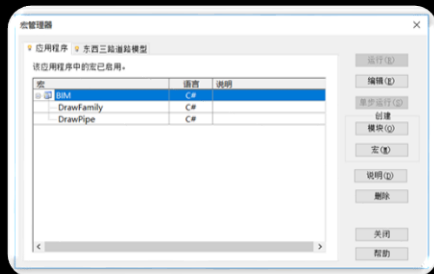 宏管理器
应用程序 东西三路道路模型
该应用程序中的宏已启用。
宏 语言 说明
BIM C#
DrawFamily C#
DrawPipe C#
运行(R)
编辑(E)
单步运行(S)
创建
模块(O)
宏(M)
说明(D)
删除
关闭
帮助